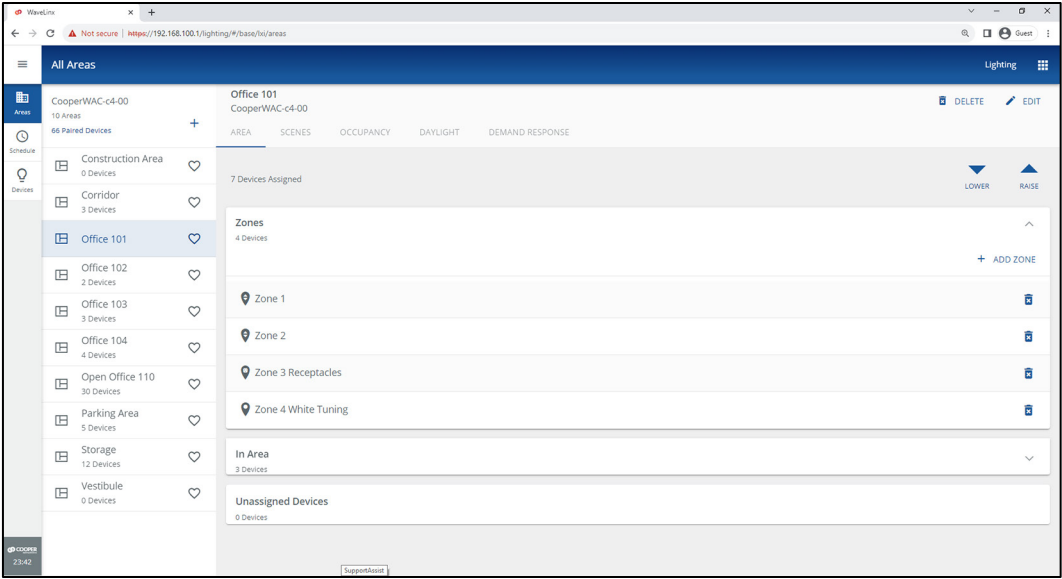 WaveLinx
Not secure | https://192.168.100.1/lighting/#/base/lxi/areas
Guest
All Areas
Lighting
Areas
Schedule
Devices
CooperWAC-c4-00
10 Areas
66 Paired Devices
Construction Area
0 Devices
Corridor
3 Devices
Office 101
Office 102
2 Devices
Office 103
3 Devices
Office 104
4 Devices
Open Office 110
30 Devices
Parking Area
5 Devices
Storage
12 Devices
Vestibule
0 Devices
Office 101
CooperWAC-c4-00
DELETE
EDIT
AREA SCENES OCCUPANCY DAYLIGHT DEMAND RESPONSE
7 Devices Assigned
LOWER
RAISE
Zones
4 Devices
ADD ZONE
Zone 1
Zone 2
Zone 3 Receptacles
Zone 4 White Tuning
In Area
3 Devices
Unassigned Devices
0 Devices
COOPER
23:42
SupportAssist